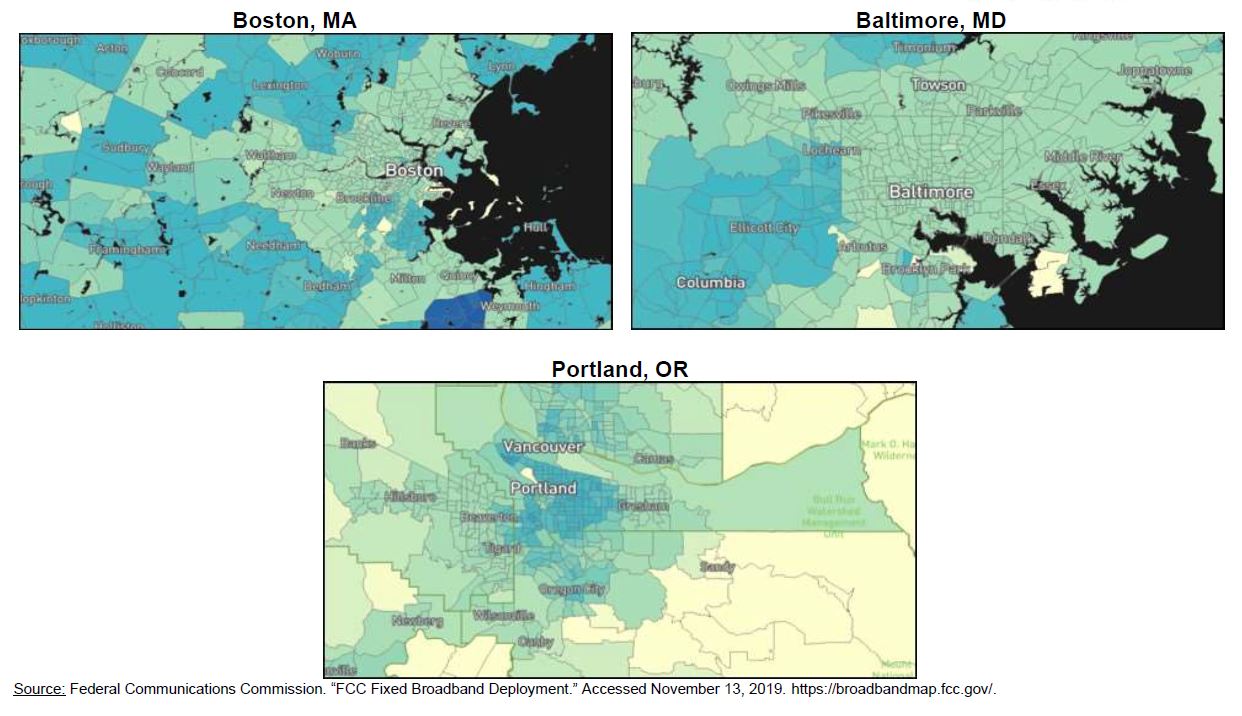 Boston, MA
Baltimore, MD
Acton
Woburn
Concord
Lynn
Lexington
Revere
Sudbury
Waltham
Wayland
Boston
Newton
Brookline
Hull
Framingham
Needham
Milton
Quincy
Dedham
Hingham
Weymouth
Holliston
Timonium
Kingsville
Joppatowne
Owings Mills
Towson
Pikesville
Parkville
Lochearn
Middle River
Essex
Baltimore
Ellicott City
Arbutus
Dundalk
Brooklyn Park
Columbia
Portland, OR
Banks
Vancouver
Camas
Mark O. Ha
Wilderne
Portland
Hillsboro
Gresham
Bull Run
Watershed
Management
Unit
Beaverton
Tigard
Sandy
Oregon City
Newberg
Wilsonville
Canby
Source: Federal Communications Commission. “FCC Fixed Broadband Deployment.” Accessed November 13, 2019. https://broadbandmap.fcc.gov/.